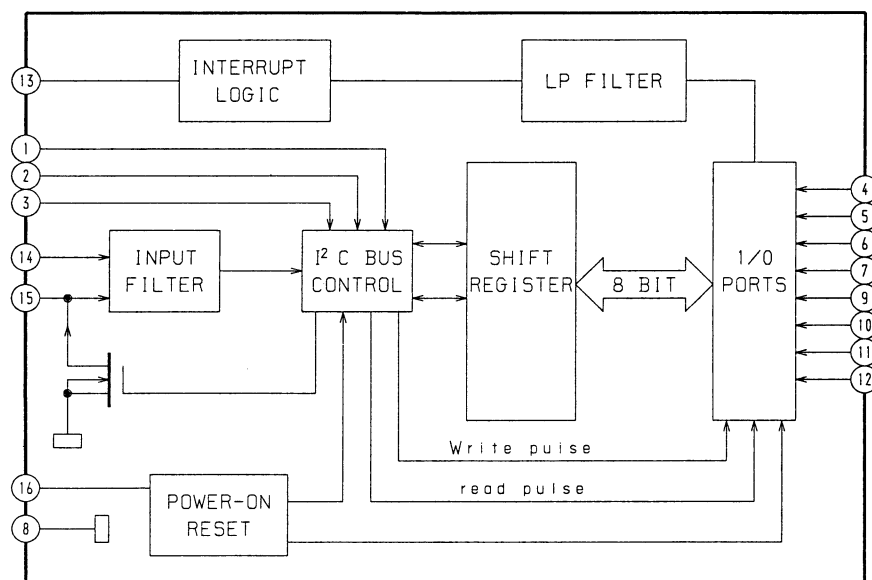 13
INTERRUPT
LOGIC
LP FILTER
1
2
3
4
5
6
7
9
10
11
12
14
15
INPUT
FILTER
I² C BUS
CONTROL
SHIFT
REGISTER
8 BIT
1/0
PORTS
Write pulse
read pulse
16
8
POWER-ON
RESET